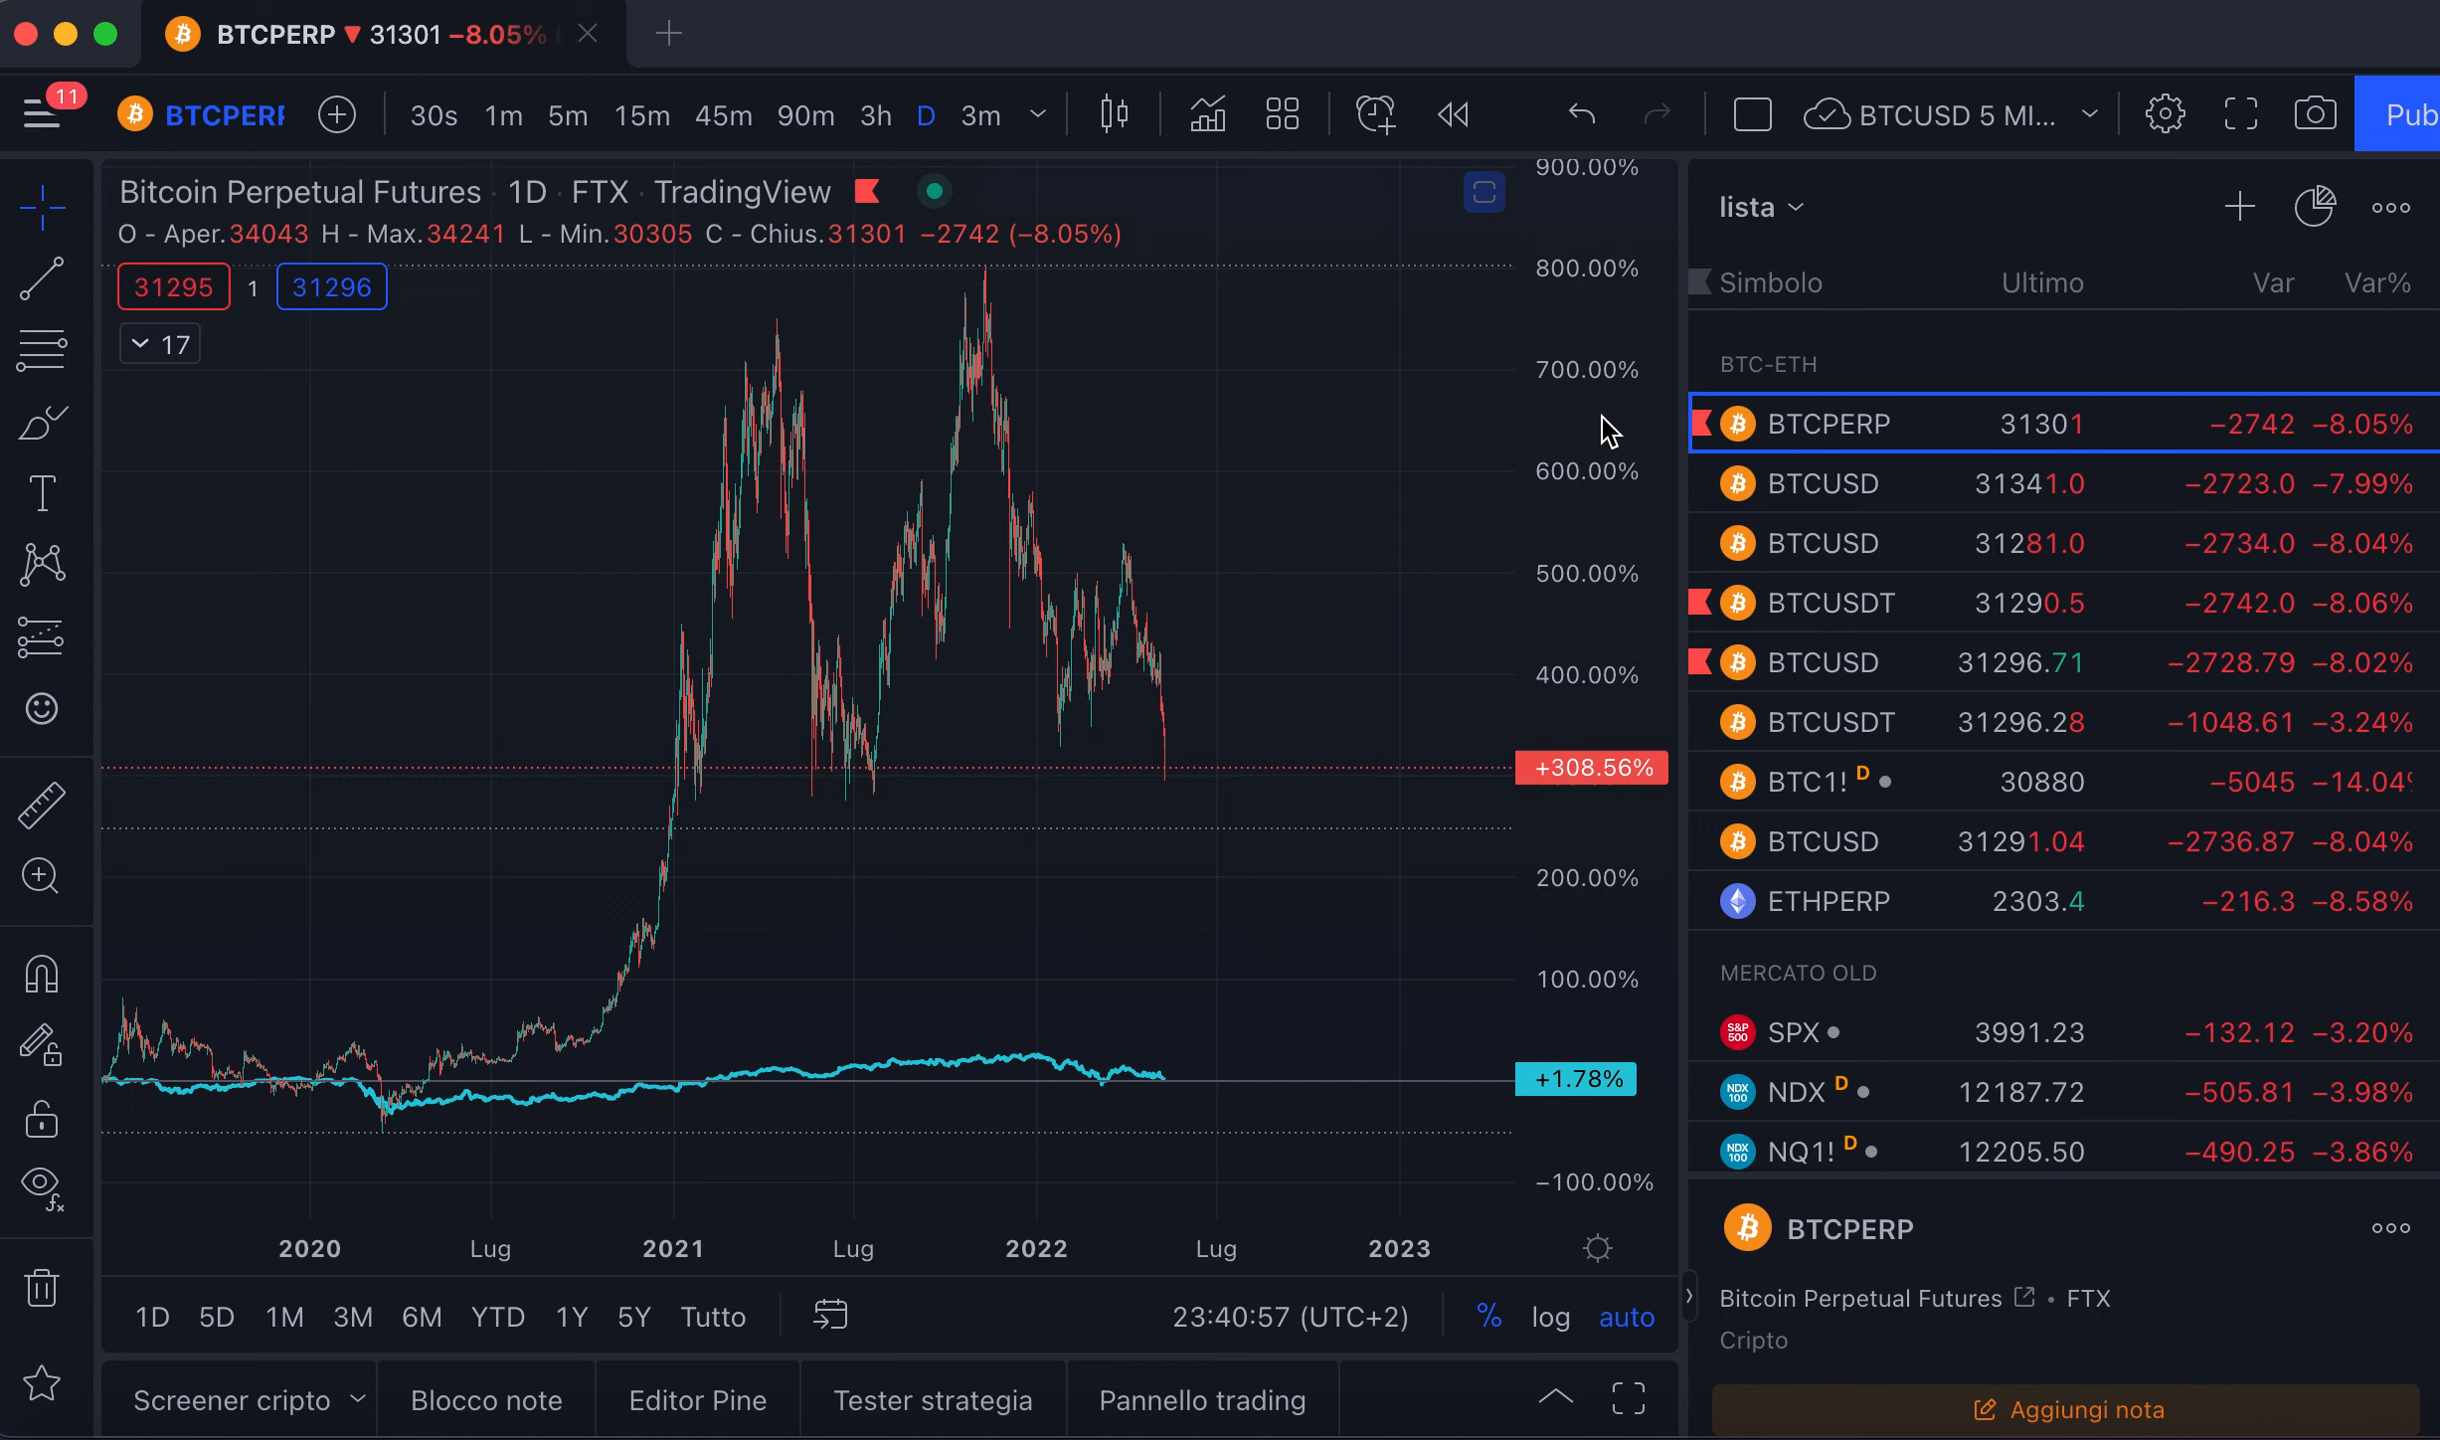 BTCPERP ▼ 31301 −8.05%
11
BTCPERP
30s 1m 5m 15m 45m 90m 3h D 3m
BTCUSD 5 MI...
Pub
Bitcoin Perpetual Futures · 1D · FTX · TradingView
O - Aper.34043 H - Max.34241 L - Min.30305 C - Chius.31301 −2742 (−8.05%)
31295 1 31296
17
900.00%
800.00%
700.00%
600.00%
500.00%
400.00%
+308.56%
200.00%
100.00%
+1.78%
−100.00%
2020 Lug 2021 Lug 2022 Lug 2023
1D 5D 1M 3M 6M YTD 1Y 5Y Tutto
23:40:57 (UTC+2)
% log auto
Screener cripto Blocco note Editor Pine Tester strategia Pannello trading
lista
Simbolo Ultimo Var Var%
BTC-ETH
BTCPERP 31301 −2742 −8.05%
BTCUSD 31341.0 −2723.0 −7.99%
BTCUSD 31281.0 −2734.0 −8.04%
BTCUSDT 31290.5 −2742.0 −8.06%
BTCUSD 31296.71 −2728.79 −8.02%
BTCUSDT 31296.28 −1048.61 −3.24%
BTC1! D 30880 −5045 −14.04
BTCUSD 31291.04 −2736.87 −8.04%
ETHPERP 2303.4 −216.3 −8.58%
MERCATO OLD
S&P 500 SPX 3991.23 −132.12 −3.20%
NDX 100 NDX D 12187.72 −505.81 −3.98%
NDX 100 NQ1! D 12205.50 −490.25 −3.86%
BTCPERP
Bitcoin Perpetual Futures • FTX
Cripto
Aggiungi nota